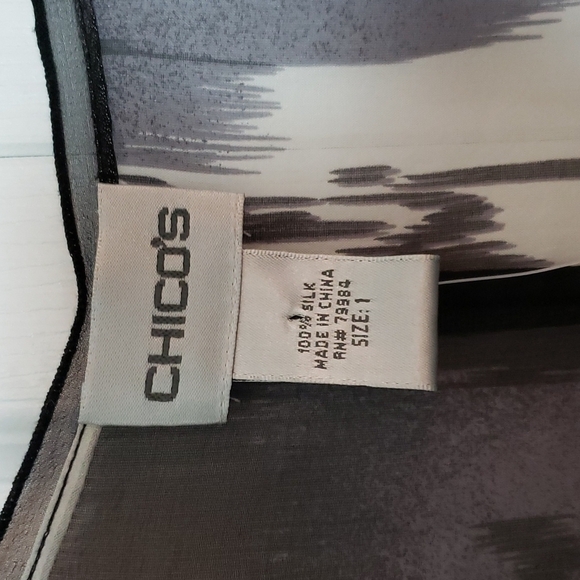 CHICO'S
100% SILK
MADE IN CHINA
RN# 79984
SIZE: 1